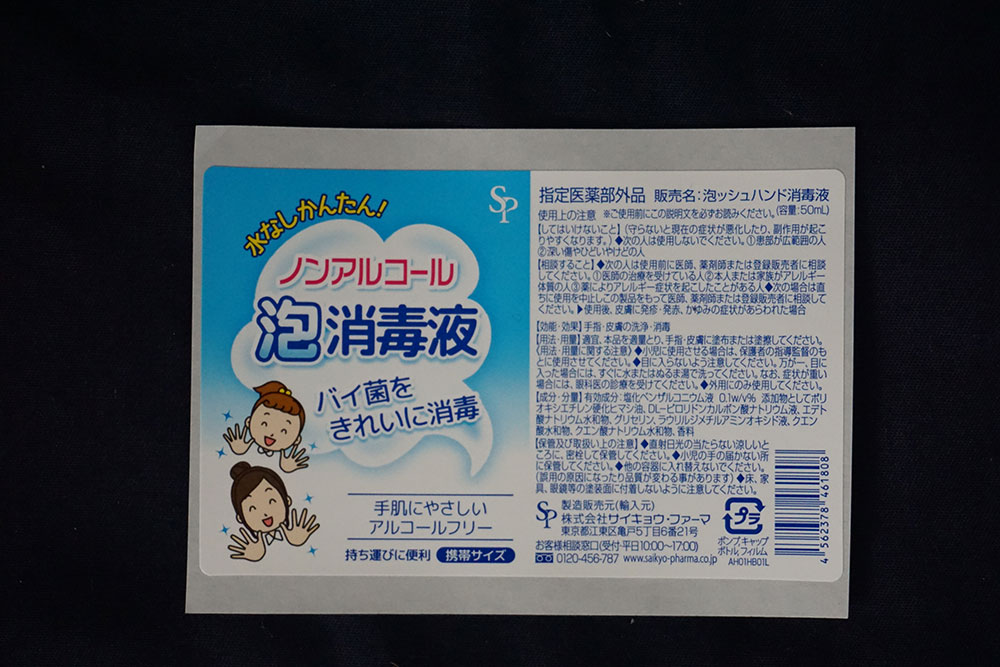 水なしかんたん!
ノンアルコール
泡消毒液
バイ菌を
きれいに消毒
手肌にやさしい
アルコールフリー
持ち運びに便利 携帯サイズ
SP
指定医薬部外品 販売名:泡ッシュハンド消毒液
使用上の注意 ※ご使用前にこの説明文を必ずお読みください。(容量:50mL)
【してはいけないこと】(守らないと現在の症状が悪化したり、副作用が起こ
りやすくなります。)◆次の人は使用しないでください。①患部が広範囲の人
②深い傷やひどいやけどの人
【相談すること】◆次の人は使用前に医師、薬剤師または登録販売者に相談
してください。①医師の治療を受けている人②本人または家族がアレルギー
体質の人③薬によりアレルギー症状を起こしたことがある人◆次の場合は直
ちに使用を中止しこの製品をもって医師、薬剤師または登録販売者に相談して
ください。▶使用後、皮膚に発疹・発赤、かゆみの症状があらわれた場合
【効能・効果】手指・皮膚の洗浄・消毒
【用法・用量】適宜、本品を適量とり、手指・皮膚に塗布または塗擦してください。
《用法・用量に関する注意》◆小児に使用させる場合は、保護者の指導監督のも
とに使用させてください。◆目に入らないよう注意してください。万が一、目に
入った場合には、すぐに水またはぬるま湯で洗ってください。なお、症状が重い
場合には、眼科医の診療を受けてください。◆外用にのみ使用してください。
【成分・分量】有効成分:塩化ベンザルコニウム液 0.1w/v% 添加物としてポリ
オキシエチレン硬化ヒマシ油、DL-ピロリドンカルボン酸ナトリウム液、エデト
酸ナトリウム水和物、グリセリン、ラウリルジメチルアミンオキシド液、クエン
酸水和物、クエン酸ナトリウム水和物、香料
【保管及び取扱い上の注意】◆直射日光の当たらない涼しいと
ころに、密栓して保管してください。◆小児の手の届かない所
に保管してください。◆他の容器に入れ替えないでください。
(誤用の原因になったり品質が変わる事があります)◆床、家
具、眼鏡等の塗装面に付着しないように注意してください。
SP
製造販売元(輸入元)
株式会社サイキョウ・ファーマ
東京都江東区亀戸5丁目6番21号
お客様相談窓口(受付・平日10:00~17:00)
0120-456-787 www.saikyo-pharma.co.jp
プラ
ポンプ、キャップ
ボトル、フィルム
AH01HB01L
4 562378 461808